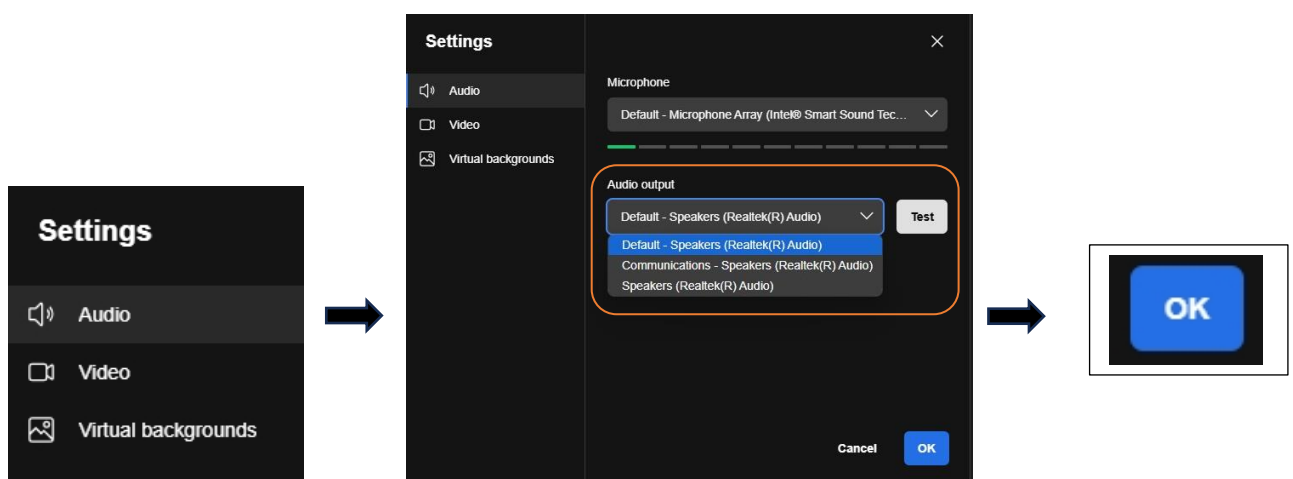 Settings
Audio
Video
Virtual backgrounds
Settings
Audio
Video
Virtual backgrounds
Microphone
Default - Microphone Array (Intel® Smart Sound Tec...
Audio output
Default - Speakers (Realtek(R) Audio)
Test
Default - Speakers (Realtek(R) Audio)
Communications - Speakers (Realtek(R) Audio)
Speakers (Realtek(R) Audio)
Cancel
OK
OK